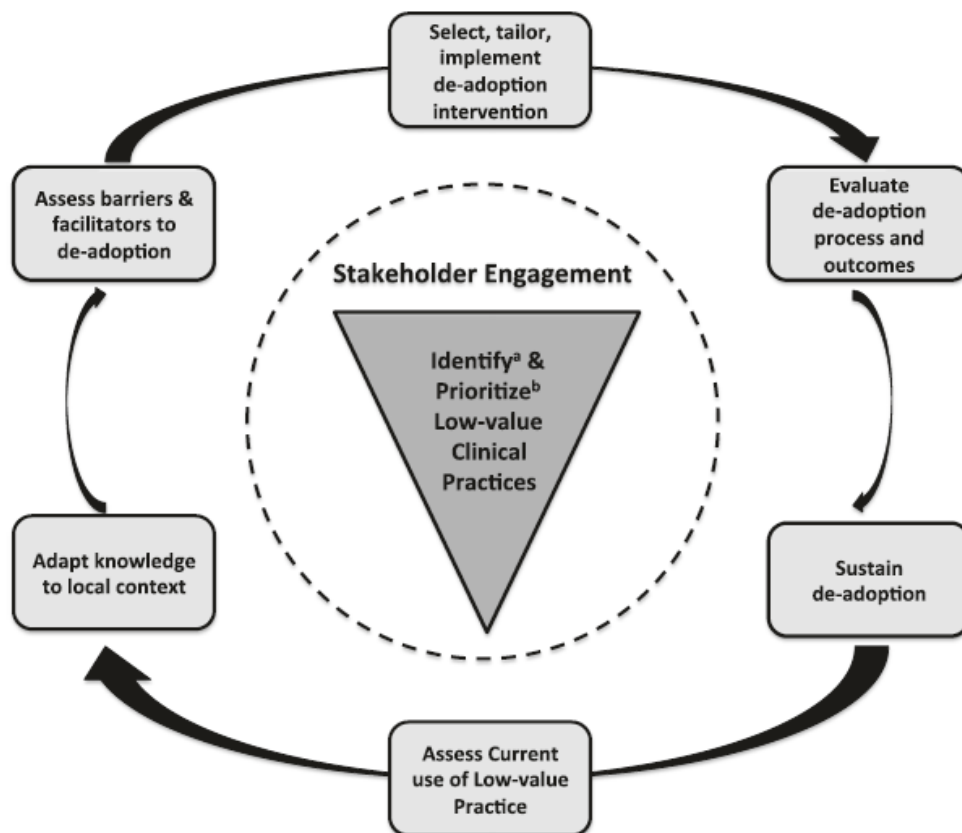 Select, tailor,
implement
de-adoption
intervention
Assess barriers &
facilitators to
de-adoption
Evaluate
de-adoption
process and
outcomes
Stakeholder Engagement
Identifyᵃ &
Prioritizeᵇ
Low-value
Clinical
Practices
Adapt knowledge
to local context
Sustain
de-adoption
Assess Current
use of Low-value
Practice